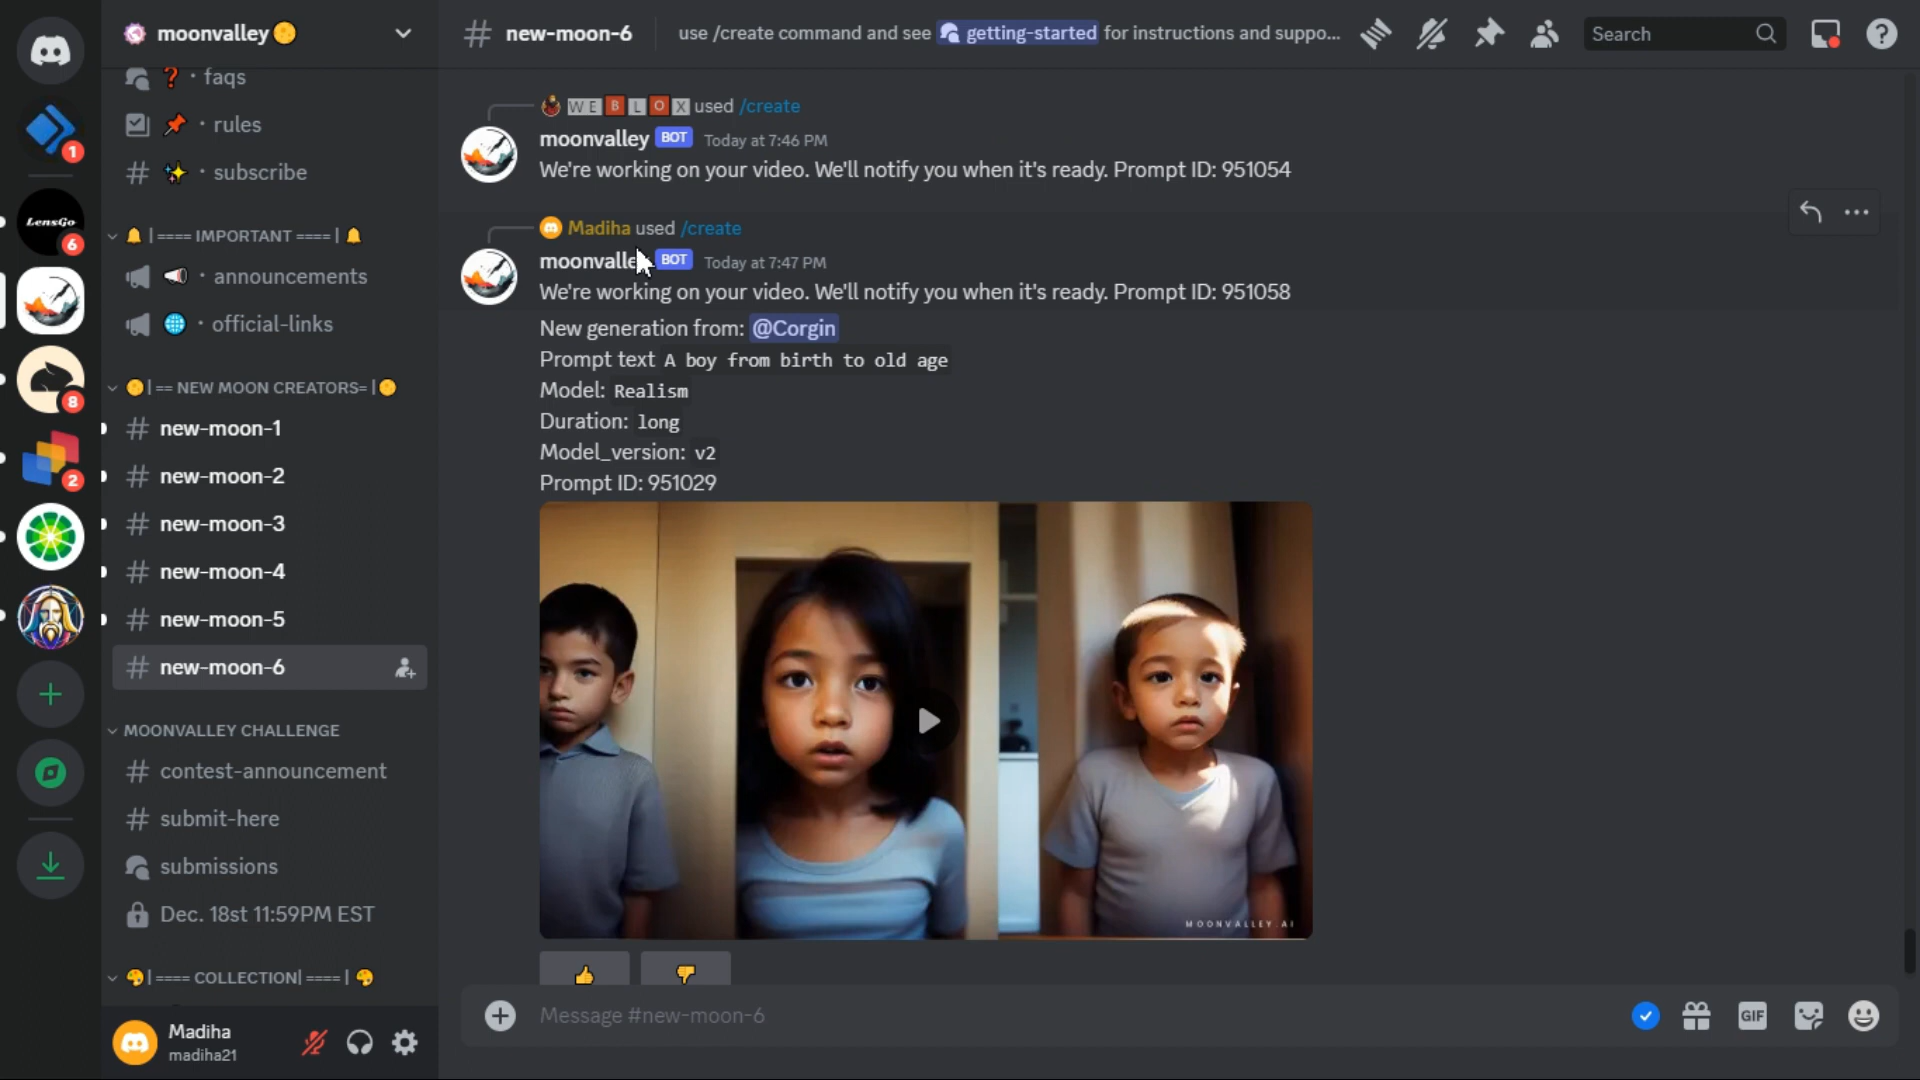 moonvalley
new-moon-6
use /create command and see getting-started for instructions and suppo...
Search
faqs
rules
subscribe
|==== IMPORTANT ====|
announcements
official-links
|== NEW MOON CREATORS= |
new-moon-1
new-moon-2
new-moon-3
new-moon-4
new-moon-5
new-moon-6
MOONVALLEY CHALLENGE
contest-announcement
submit-here
submissions
Dec. 18st 11:59PM EST
|==== COLLECTION| ==== |
Madiha
madiha21
1
LensGo
6
8
2
WEBLOX used /create
moonvalley BOT Today at 7:46 PM
We're working on your video. We'll notify you when it's ready. Prompt ID: 951054
Madiha used /create
moonvalley BOT Today at 7:47 PM
We're working on your video. We'll notify you when it's ready. Prompt ID: 951058
New generation from: @Corgin
Prompt text A boy from birth to old age
Model: Realism
Duration: long
Model_version: v2
Prompt ID: 951029
MOONVALLEY.AI
Message #new-moon-6
GIF